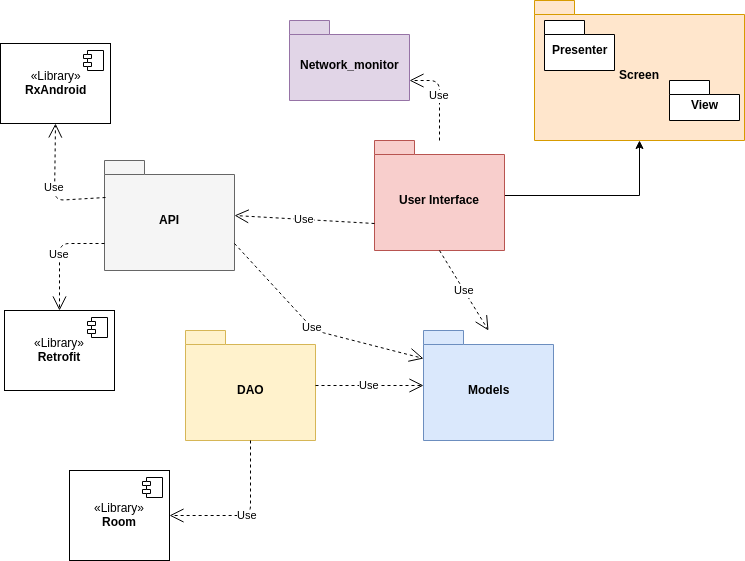 Network_monitor
Presenter
Screen
View
«Library»
RxAndroid
Use
Use
User Interface
API
Use
Use
Use
Use
«Library»
Retrofit
DAO
Use
Models
«Library»
Room
Use